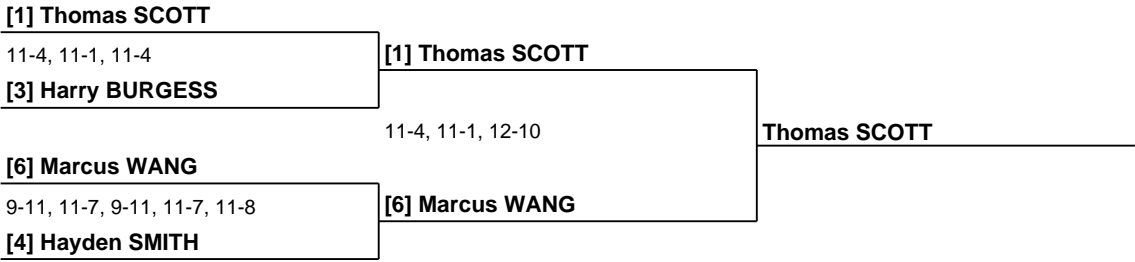 [1] Thomas SCOTT
11-4, 11-1, 11-4
[3] Harry BURGESS
[1] Thomas SCOTT
11-4, 11-1, 12-10
Thomas SCOTT
[6] Marcus WANG
9-11, 11-7, 9-11, 11-7, 11-8
[4] Hayden SMITH
[6] Marcus WANG